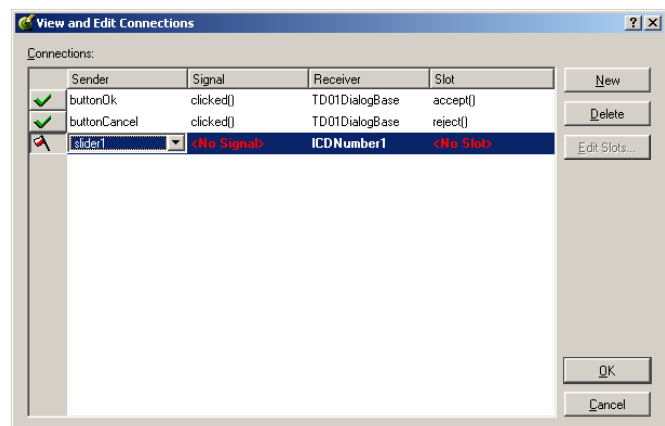 View and Edit Connections
Connections:
Sender Signal Receiver Slot New
buttonOk clicked() TD01DialogBase accept()
Delete
buttonCancel clicked() TD01DialogBase reject()
slider1 <No Signal> lCDNumber1 <No Slot> Edit Slots...
OK
Cancel